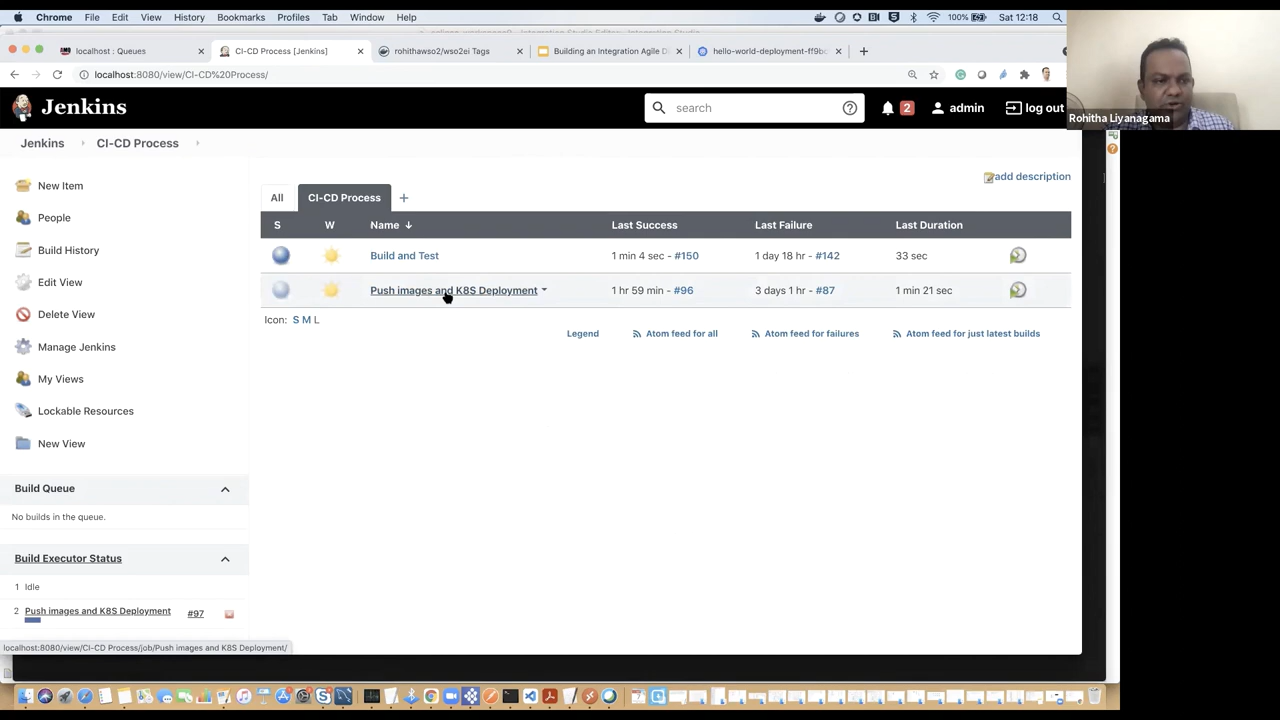 Chrome File Edit View History Bookmarks Profiles Tab Window Help 100% Sat 12:18
localhost : Queues
CI-CD Process [Jenkins]
rohithawso2/wso2ei Tags
Building an Integration Agile D
hello-world-deployment-ff9bc
localhost:8080/view/CI-CD%20Process/
Jenkins
search
2
admin
log out
Rohitha Liyanagama
Jenkins
CI-CD Process
New Item
People
Build History
Edit View
Delete View
Manage Jenkins
My Views
Lockable Resources
New View
Build Queue
No builds in the queue.
Build Executor Status
1 Idle
2 Push images and K8S Deployment #97
add description
All CI-CD Process +
S W Name ↓ Last Success Last Failure Last Duration
Build and Test 1 min 4 sec - #150 1 day 18 hr - #142 33 sec
Push images and K8S Deployment 1 hr 59 min - #96 3 days 1 hr - #87 1 min 21 sec
Icon: S M L
Legend Atom feed for all Atom feed for failures Atom feed for just latest builds
localhost:8080/view/CI-CD Process/job/Push images and K8S Deployment/